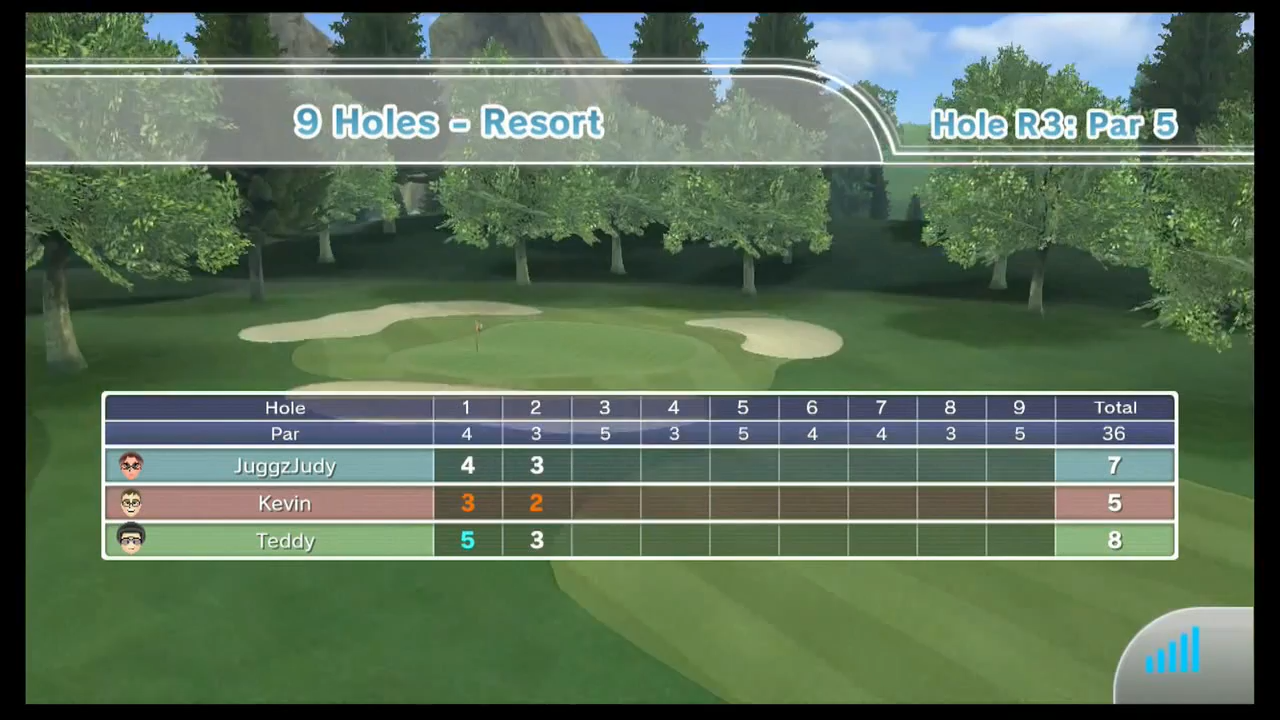 9 Holes - Resort
Hole R3: Par 5
Hole 1 2 3 4 5 6 7 8 9 Total
Par 4 3 5 3 5 4 4 3 5 36
JuggzJudy 4 3 7
Kevin 3 2 5
Teddy 5 3 8